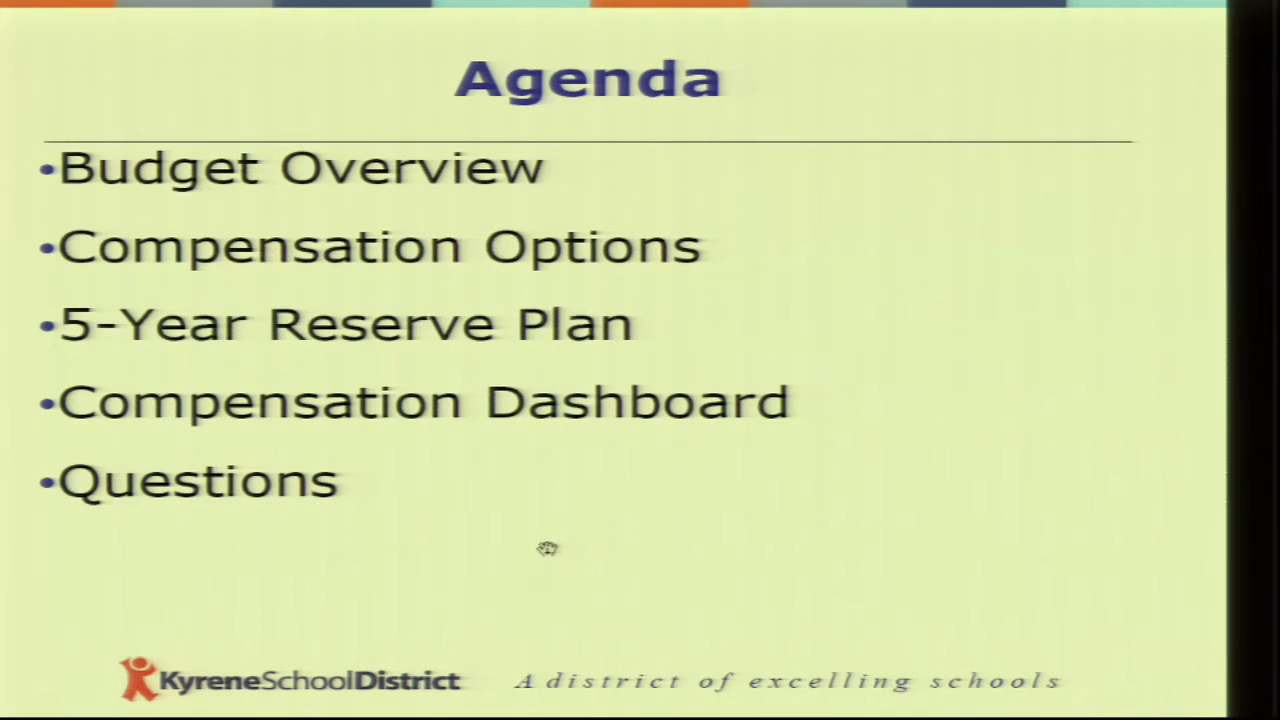 Agenda
•Budget Overview
•Compensation Options
•5-Year Reserve Plan
•Compensation Dashboard
•Questions
KyreneSchoolDistrict A district of excelling schools